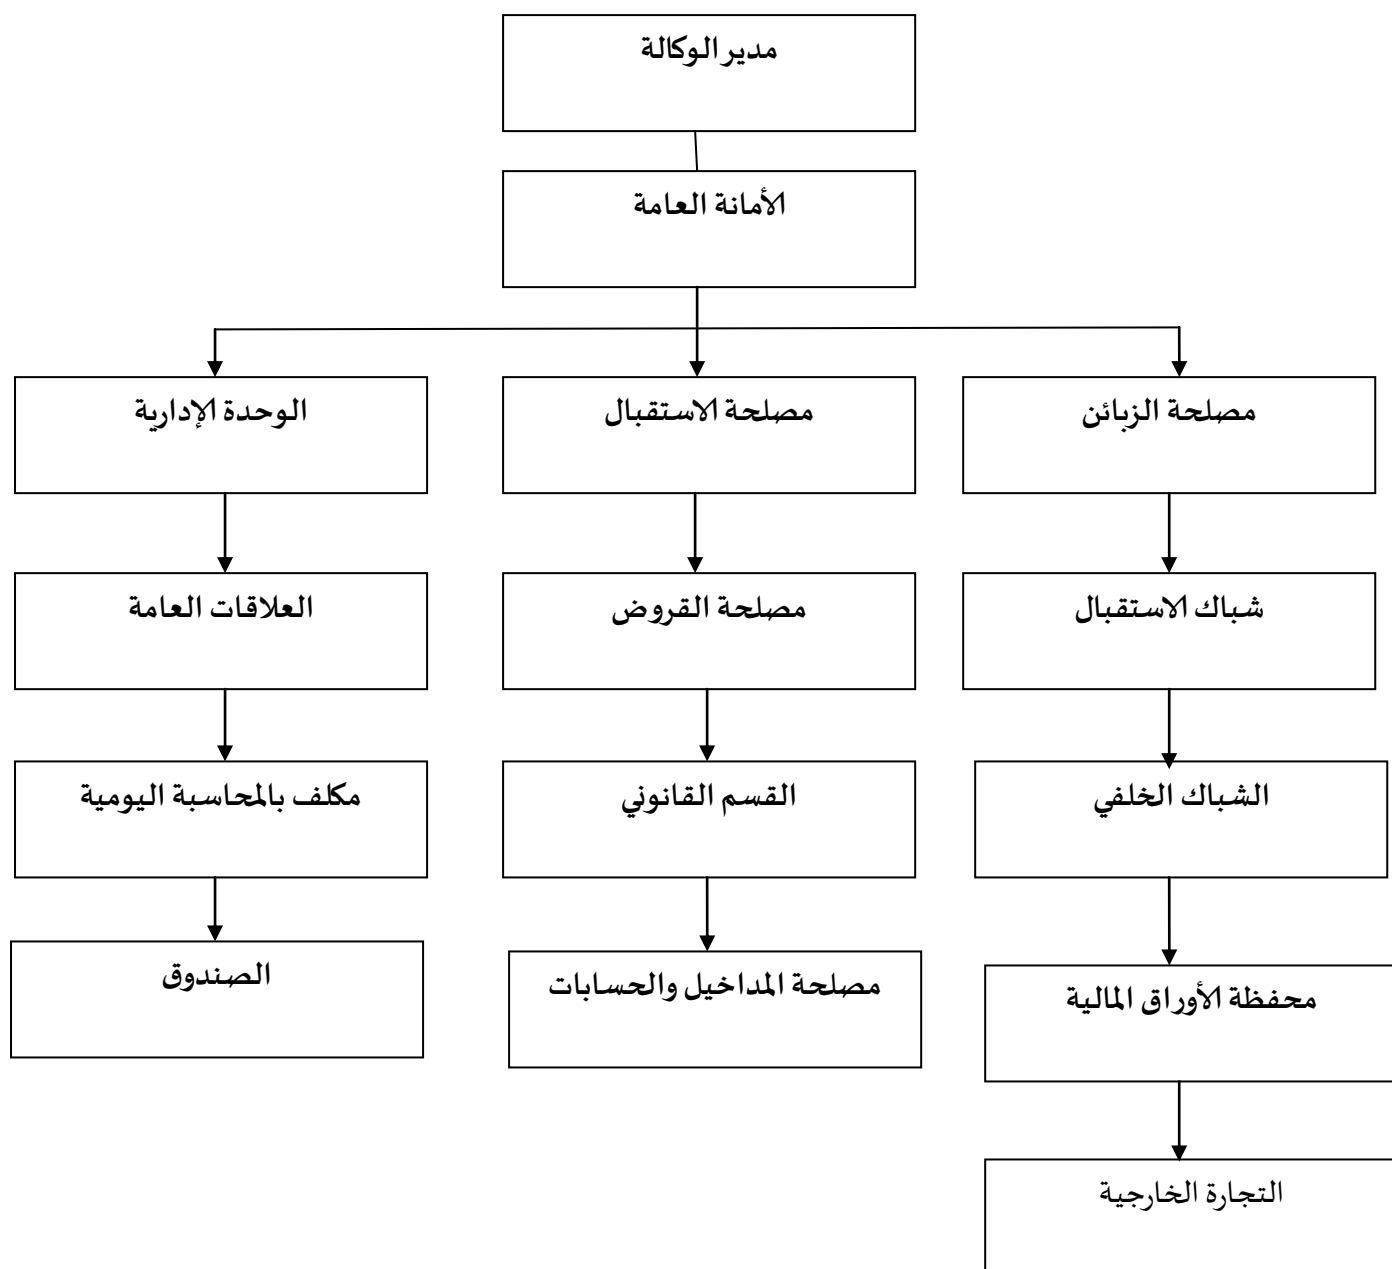 مدير الوكالة
الأمانة العامة
مصلحة الزبائن
مصلحة الاستقبال
الوحدة الإدارية
شباك الاستقبال
مصلحة القروض
العلاقات العامة
الشباك الخلفي
القسم القانوني
مكلف بالمحاسبة اليومية
محفظة الأوراق المالية
مصلحة المداخيل والحسابات
الصندوق
التجارة الخارجية